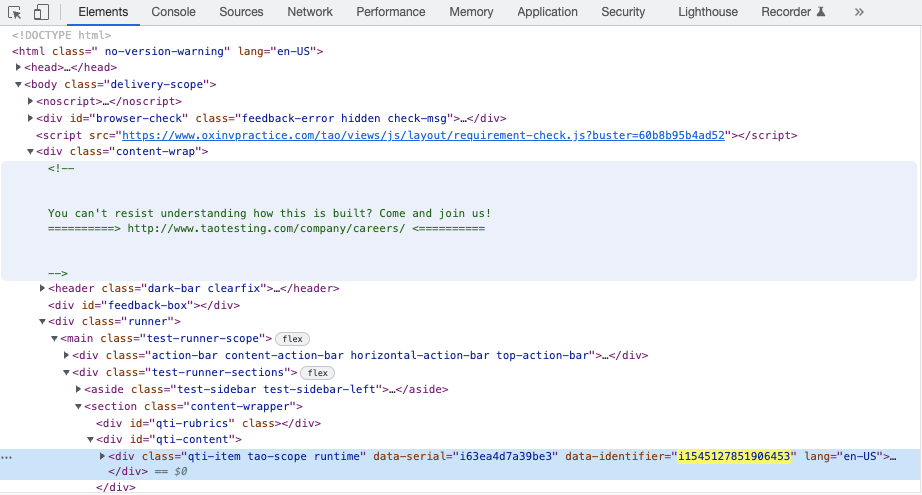 Elements Console Sources Network Performance Memory Application Security Lighthouse Recorder »
<!DOCTYPE html>
<html class=" no-version-warning" lang="en-US">
<head>…</head>
<body class="delivery-scope">
<noscript>…</noscript>
<div id="browser-check" class="feedback-error hidden check-msg">…</div>
<script src="https://www.oxinvpractice.com/tao/views/js/layout/requirement-check.js?buster=60b8b95b4ad52"></script>
<div class="content-wrap">
<!--
You can't resist understanding how this is built? Come and join us!
==========> http://www.taotesting.com/company/careers/ <==========
-->
<header class="dark-bar clearfix">…</header>
<div id="feedback-box"></div>
<div class="runner">
<main class="test-runner-scope"> flex
<div class="action-bar content-action-bar horizontal-action-bar top-action-bar">…</div>
<div class="test-runner-sections"> flex
<aside class="test-sidebar test-sidebar-left">…</aside>
<section class="content-wrapper">
<div id="qti-rubrics" class></div>
<div id="qti-content">
… <div class="qti-item tao-scope runtime" data-serial="i63ea4d7a39be3" data-identifier="i1545127851906453" lang="en-US">…
</div> == $0
</div>